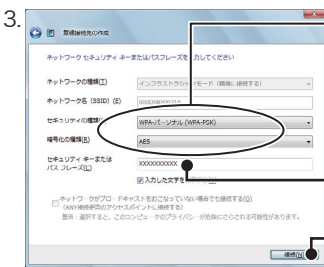 3.
無線接続先の作成
ネットワーク セキュリティ キーまたはパスフレーズを入力してください
ネットワークの種類(T)
インフラストラクチャモード (親機に接続する)
ネットワーク名 (SSID) (E)
セキュリティの種類
WPA-パーソナル (WPA-PSK)
暗号化の種類(R)
AES
セキュリティ キーまたは
パス フレーズ(C)
XXXXXXXXXX
入力した文字を
ネットワークがブロードキャストをおこなっていない場合でも接続する(O)
(ANY接続拒否のアクセスポイントに接続する)
警告 : 選択すると、このコンピュータのプライバシーが危険にさらされる可能性があります。
接続(N)